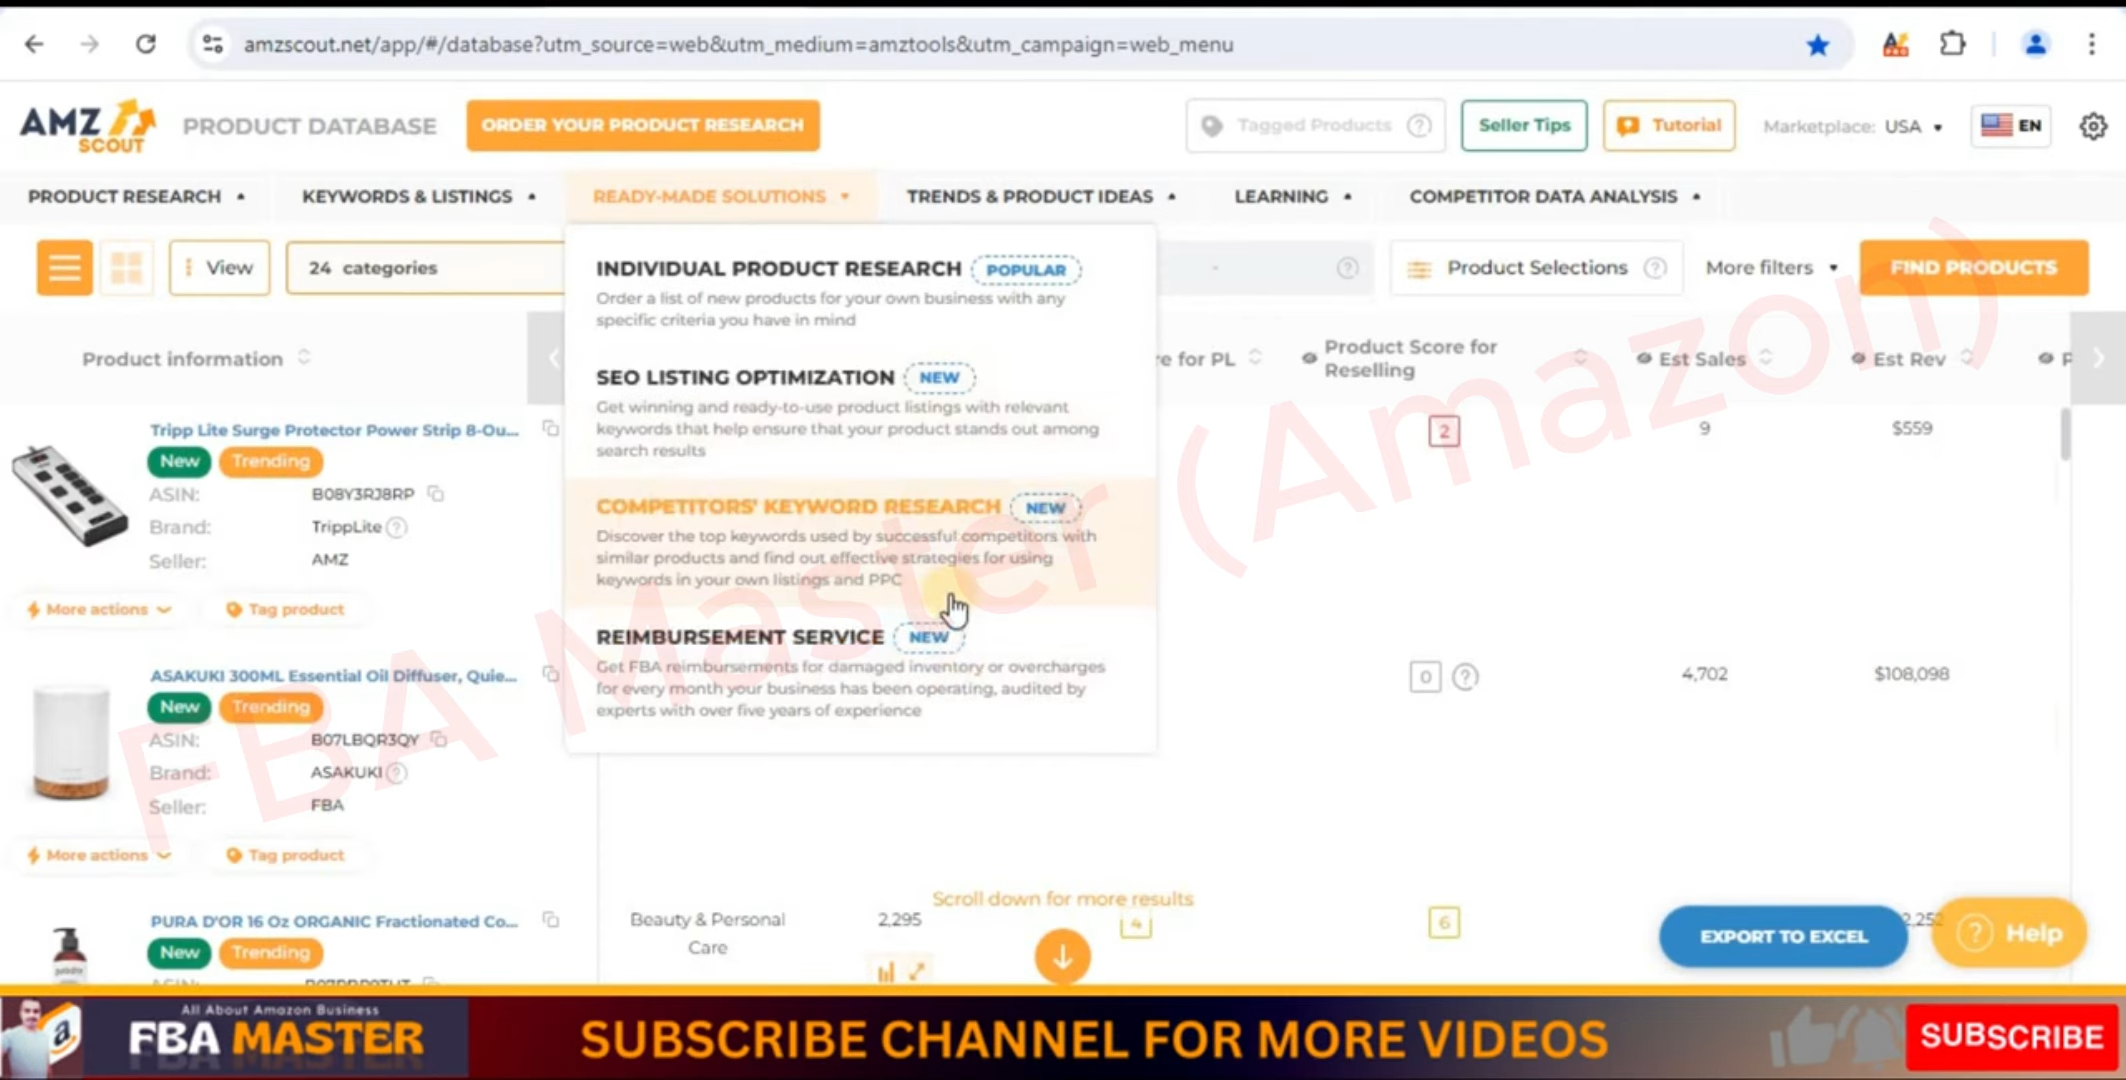 amzscout.net/app/#/database?utm_source=web&utm_medium=amztools&utm_campaign=web_menu
AMZ SCOUT
PRODUCT DATABASE
ORDER YOUR PRODUCT RESEARCH
Tagged Products ?
Seller Tips
Tutorial
Marketplace: USA
EN
PRODUCT RESEARCH
KEYWORDS & LISTINGS
READY-MADE SOLUTIONS
TRENDS & PRODUCT IDEAS
LEARNING
COMPETITOR DATA ANALYSIS
View
24 categories
-
?
Product Selections ?
More filters
FIND PRODUCTS
INDIVIDUAL PRODUCT RESEARCH POPULAR
Order a list of new products for your own business with any
specific criteria you have in mind
SEO LISTING OPTIMIZATION NEW
Get winning and ready-to-use product listings with relevant
keywords that help ensure that your product stands out among
search results
COMPETITORS' KEYWORD RESEARCH NEW
Discover the top keywords used by successful competitors with
similar products and find out effective strategies for using
keywords in your own listings and PPC
REIMBURSEMENT SERVICE NEW
Get FBA reimbursements for damaged inventory or overcharges
for every month your business has been operating, audited by
experts with over five years of experience
Product information
re for PL
Product Score for
Reselling
Est Sales
Est Rev
P
Tripp Lite Surge Protector Power Strip 8-Ou...
New Trending
ASIN: B08Y3RJ8RP
Brand: TrippLite ?
Seller: AMZ
More actions
Tag product
2
9
$559
ASAKUKI 300ML Essential Oil Diffuser, Quie...
New Trending
ASIN: B07LBQR3QY
Brand: ASAKUKI ?
Seller: FBA
More actions
Tag product
0 ?
4,702
$108,098
PURA D'OR 16 Oz ORGANIC Fractionated Co...
New Trending
Beauty & Personal
Care
2,295
4
6
2,252
Scroll down for more results
EXPORT TO EXCEL
? Help
FBA Master (Amazon)
All About Amazon Business
FBA MASTER
SUBSCRIBE CHANNEL FOR MORE VIDEOS
SUBSCRIBE